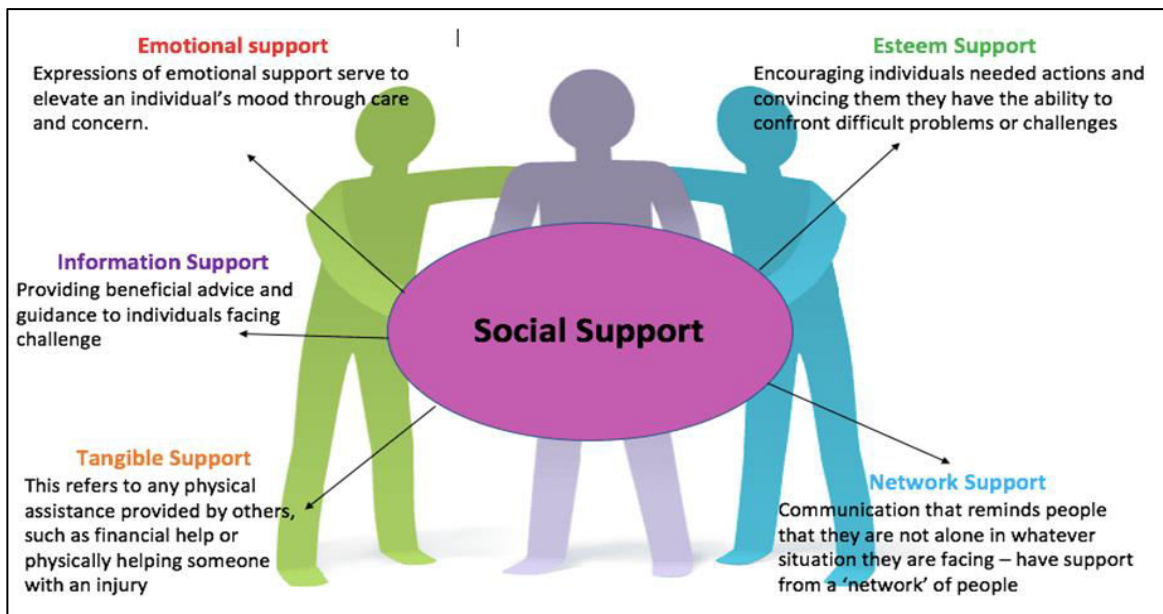 Emotional support
Expressions of emotional support serve to
elevate an individual's mood through care
and concern.
Esteem Support
Encouraging individuals needed actions and
convincing them they have the ability to
confront difficult problems or challenges
Information Support
Providing beneficial advice and
guidance to individuals facing
challenge
Social Support
Tangible Support
This refers to any physical
assistance provided by others,
such as financial help or
physically helping someone
with an injury
Network Support
Communication that reminds people
that they are not alone in whatever
situation they are facing – have support
from a 'network' of people